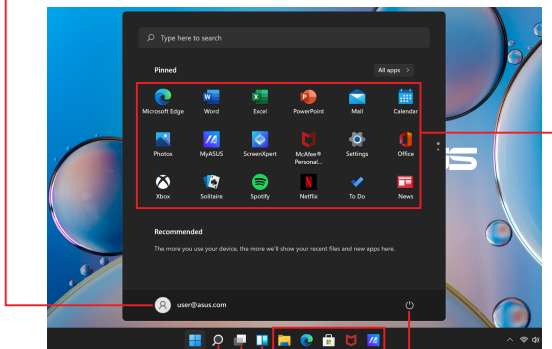 Type here to search
Pinned
All apps >
Microsoft Edge Word Excel PowerPoint Mail Calendar
Photos MyASUS ScreenXpert McAfee® Personal... Settings Office
Xbox Solitaire Spotify Netflix To Do News
Recommended
The more you use your device, the more we'll show your recent files and new apps here.
user@asus.com